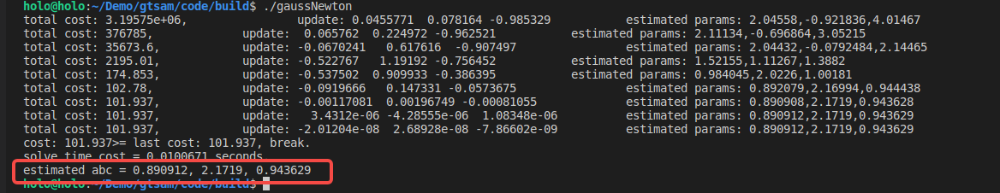 holo@holo:~/Demo/gtsam/code/build$ ./gaussNewton
total cost: 3.19575e+06, update: 0.0455771 0.078164 -0.985329 estimated params: 2.04558,-0.921836,4.01467
total cost: 376785, update: 0.065762 0.224972 -0.962521 estimated params: 2.11134,-0.696864,3.05215
total cost: 35673.6, update: -0.0670241 0.617616 -0.907497 estimated params: 2.04432,-0.0792484,2.14465
total cost: 2195.01, update: -0.522767 1.19192 -0.756452 estimated params: 1.52155,1.11267,1.3882
total cost: 174.853, update: -0.537502 0.909933 -0.386395 estimated params: 0.984045,2.0226,1.00181
total cost: 102.78, update: -0.0919666 0.147331 -0.0573675 estimated params: 0.892079,2.16994,0.944438
total cost: 101.937, update: -0.00117081 0.00196749 -0.00081055 estimated params: 0.890908,2.1719,0.943628
total cost: 101.937, update: 3.4312e-06 -4.28555e-06 1.08348e-06 estimated params: 0.890912,2.1719,0.943629
total cost: 101.937, update: -2.01204e-08 2.68928e-08 -7.86602e-09 estimated params: 0.890912,2.1719,0.943629
cost: 101.937>= last cost: 101.937, break.
solve time cost = 0.0100671 seconds.
estimated abc = 0.890912, 2.1719, 0.943629
holo@holo:~/Demo/gtsam/code/build$